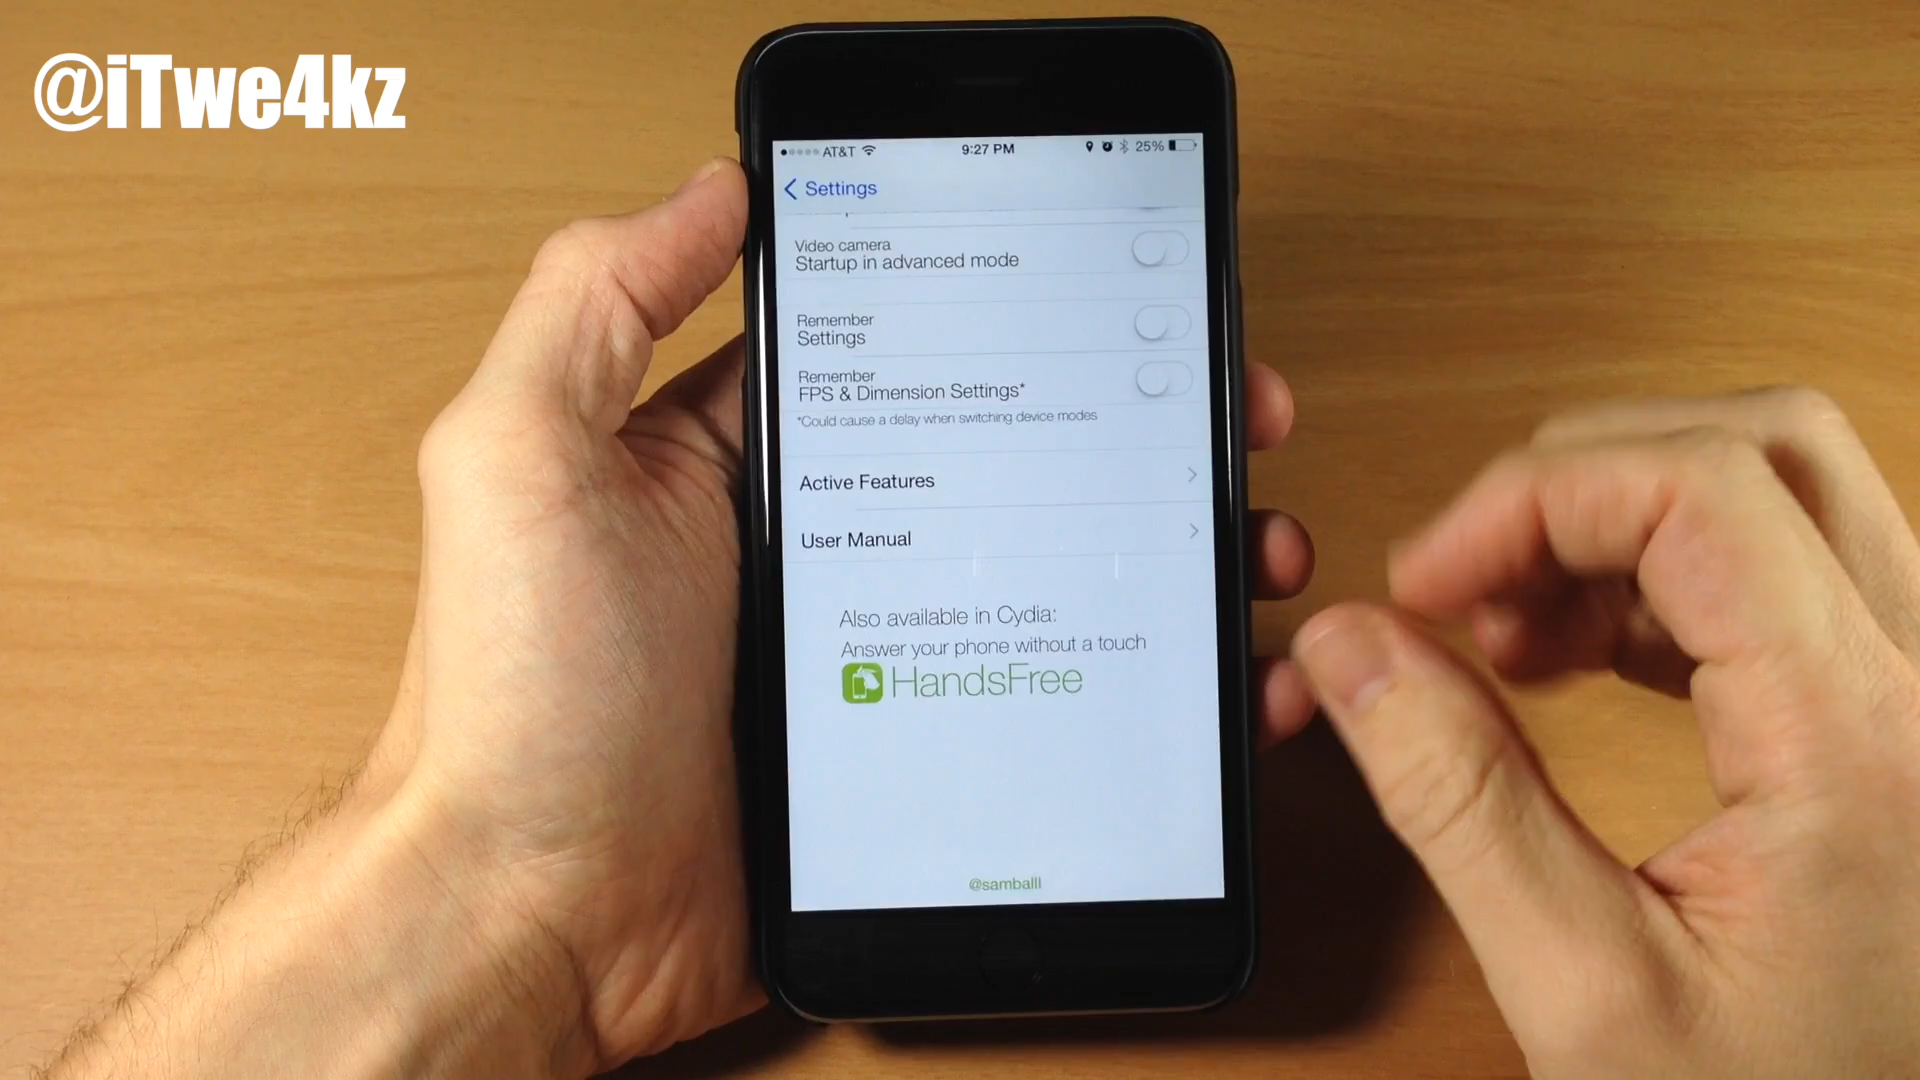 @iTwe4kz
AT&T 9:27 PM 25%
Settings
Video camera
Startup in advanced mode
Remember
Settings
Remember
FPS & Dimension Settings*
*Could cause a delay when switching device modes
Active Features
User Manual
Also available in Cydia:
Answer your phone without a touch
HandsFree
@samballl